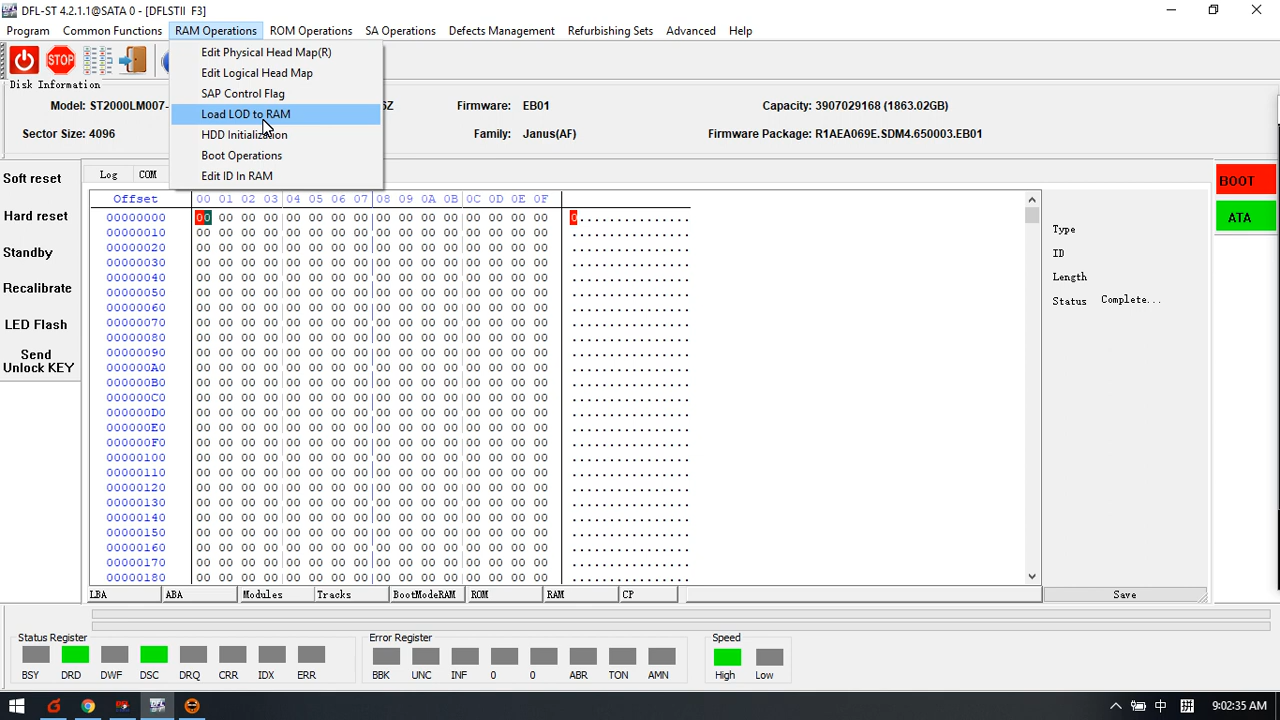 DFL-ST 4.2.1.1@SATA 0 - [DFLSTII F3]
Program Common Functions RAM Operations ROM Operations SA Operations Defects Management Refurbishing Sets Advanced Help
Edit Physical Head Map(R)
Edit Logical Head Map
SAP Control Flag
Load LOD to RAM
HDD Initialization
Boot Operations
Edit ID In RAM
STOP
Disk Information
Model: ST2000LM007- 6Z Firmware: EB01 Capacity: 3907029168 (1863.02GB)
Sector Size: 4096 Family: Janus(AF) Firmware Package: R1AEA069E.SDM4.650003.EB01
Log COM
Soft reset
Hard reset
Standby
Recalibrate
LED Flash
Send
Unlock KEY
Offset 00 01 02 03 04 05 06 07 08 09 0A 0B 0C 0D 0E 0F
00000000 00 00 00 00 00 00 00 00 00 00 00 00 00 00 00 00 0...............
00000010 00 00 00 00 00 00 00 00 00 00 00 00 00 00 00 00 ................
00000020 00 00 00 00 00 00 00 00 00 00 00 00 00 00 00 00 ................
00000030 00 00 00 00 00 00 00 00 00 00 00 00 00 00 00 00 ................
00000040 00 00 00 00 00 00 00 00 00 00 00 00 00 00 00 00 ................
00000050 00 00 00 00 00 00 00 00 00 00 00 00 00 00 00 00 ................
00000060 00 00 00 00 00 00 00 00 00 00 00 00 00 00 00 00 ................
00000070 00 00 00 00 00 00 00 00 00 00 00 00 00 00 00 00 ................
00000080 00 00 00 00 00 00 00 00 00 00 00 00 00 00 00 00 ................
00000090 00 00 00 00 00 00 00 00 00 00 00 00 00 00 00 00 ................
000000A0 00 00 00 00 00 00 00 00 00 00 00 00 00 00 00 00 ................
000000B0 00 00 00 00 00 00 00 00 00 00 00 00 00 00 00 00 ................
000000C0 00 00 00 00 00 00 00 00 00 00 00 00 00 00 00 00 ................
000000D0 00 00 00 00 00 00 00 00 00 00 00 00 00 00 00 00 ................
000000E0 00 00 00 00 00 00 00 00 00 00 00 00 00 00 00 00 ................
000000F0 00 00 00 00 00 00 00 00 00 00 00 00 00 00 00 00 ................
00000100 00 00 00 00 00 00 00 00 00 00 00 00 00 00 00 00 ................
00000110 00 00 00 00 00 00 00 00 00 00 00 00 00 00 00 00 ................
00000120 00 00 00 00 00 00 00 00 00 00 00 00 00 00 00 00 ................
00000130 00 00 00 00 00 00 00 00 00 00 00 00 00 00 00 00 ................
00000140 00 00 00 00 00 00 00 00 00 00 00 00 00 00 00 00 ................
00000150 00 00 00 00 00 00 00 00 00 00 00 00 00 00 00 00 ................
00000160 00 00 00 00 00 00 00 00 00 00 00 00 00 00 00 00 ................
00000170 00 00 00 00 00 00 00 00 00 00 00 00 00 00 00 00 ................
00000180 00 00 00 00 00 00 00 00 00 00 00 00 00 00 00 00 ................
Type
ID
Length
Status Complete...
BOOT
ATA
LBA ABA Modules Tracks BootModeRAM ROM RAM CP Save
Status Register Error Register Speed
BSY DRD DWF DSC DRQ CRR IDX ERR BBK UNC INF 0 0 ABR TON AMN High Low
中 拼 9:02:35 AM